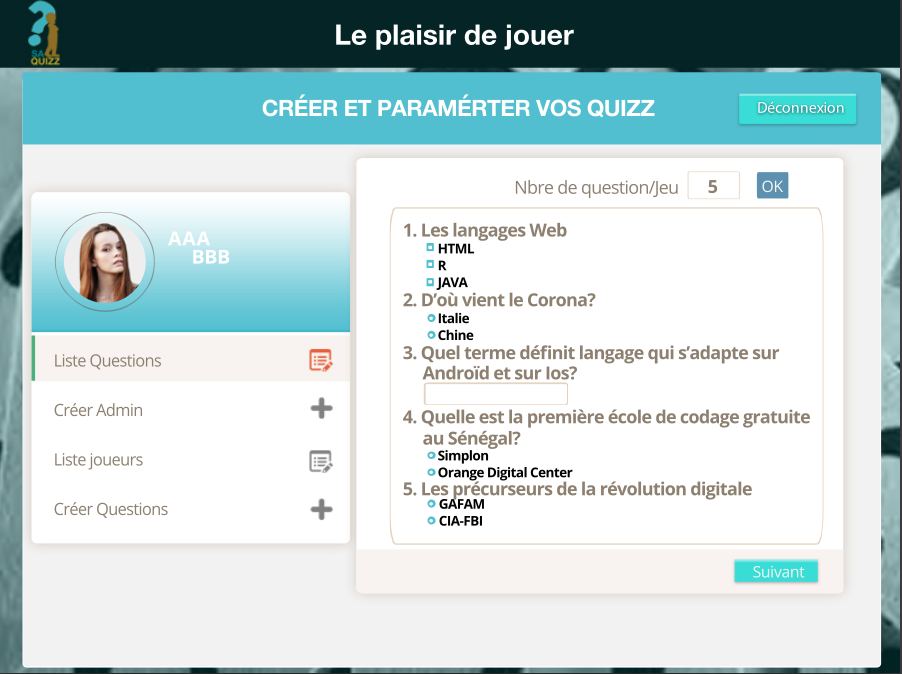 SA
QUIZZ
Le plaisir de jouer
CRÉER ET PARAMÉRTER VOS QUIZZ
Déconnexion
AAA
BBB
Liste Questions
Créer Admin
Liste joueurs
Créer Questions
Nbre de question/Jeu 5 OK
1. Les langages Web
HTML
R
JAVA
2. D’où vient le Corona?
Italie
Chine
3. Quel terme définit langage qui s’adapte sur
Androïd et sur Ios?
4. Quelle est la première école de codage gratuite
au Sénégal?
Simplon
Orange Digital Center
5. Les précurseurs de la révolution digitale
GAFAM
CIA-FBI
Suivant